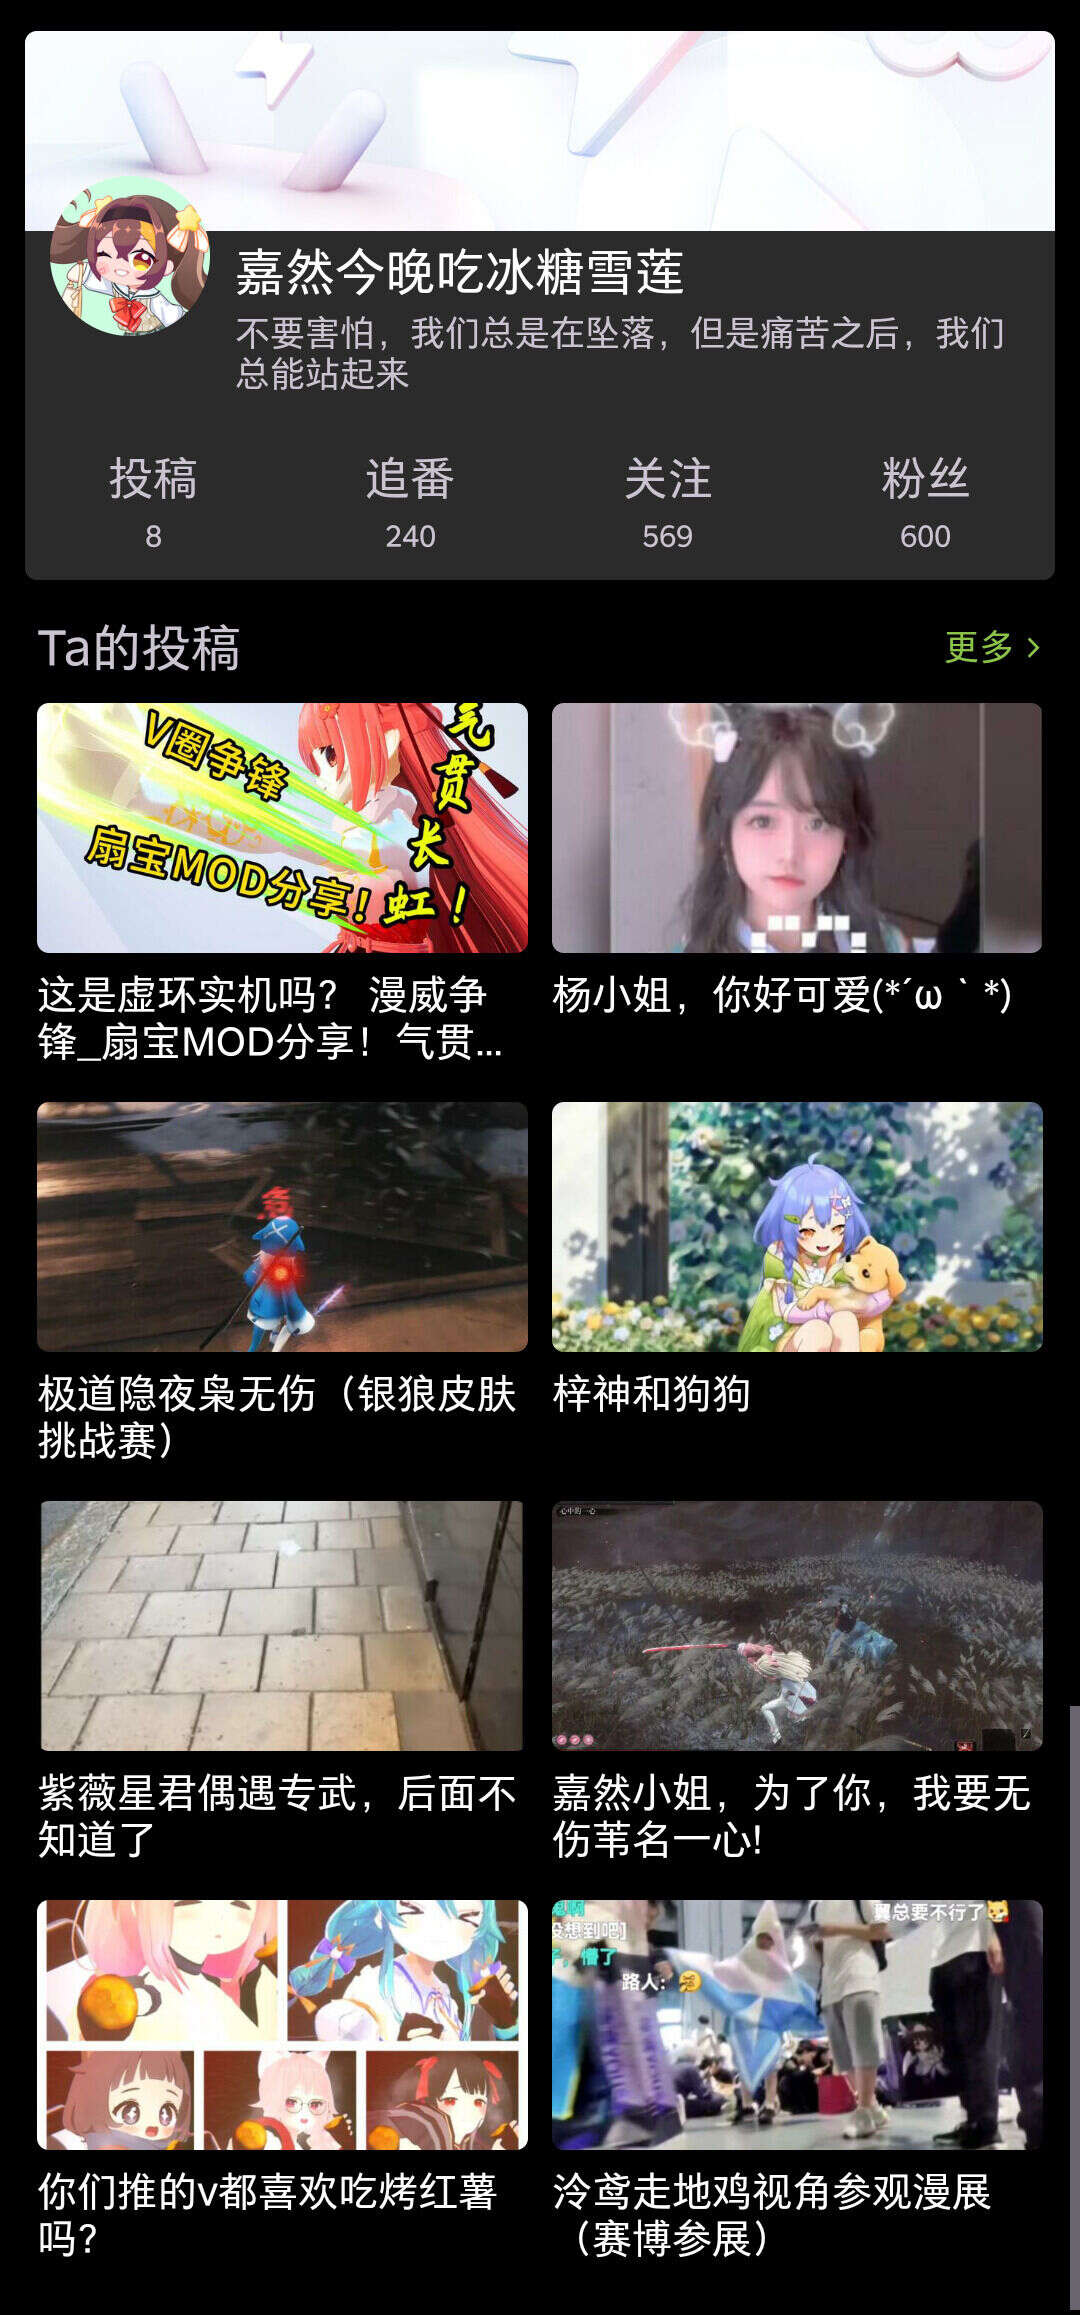 嘉然今晚吃冰糖雪莲
不要害怕，我们总是在坠落，但是痛苦之后，我们
总能站起来
投稿 追番 关注 粉丝
8 240 569 600
Ta的投稿 更多 >
V圈争锋
扇宝MOD分享！
气贯长虹！
这是虚环实机吗？ 漫威争
锋_扇宝MOD分享！气贯...
杨小姐，你好可爱(*´ω｀*)
危
极道隐夜枭无伤（银狼皮肤
挑战赛）
梓神和狗狗
心中的一心
紫薇星君偶遇专武，后面不
知道了
嘉然小姐，为了你，我要无
伤苇名一心!
翼总要不行了
没想到吧]
懂了
路人：
你们推的v都喜欢吃烤红薯
吗？
泠鸢走地鸡视角参观漫展
（赛博参展）